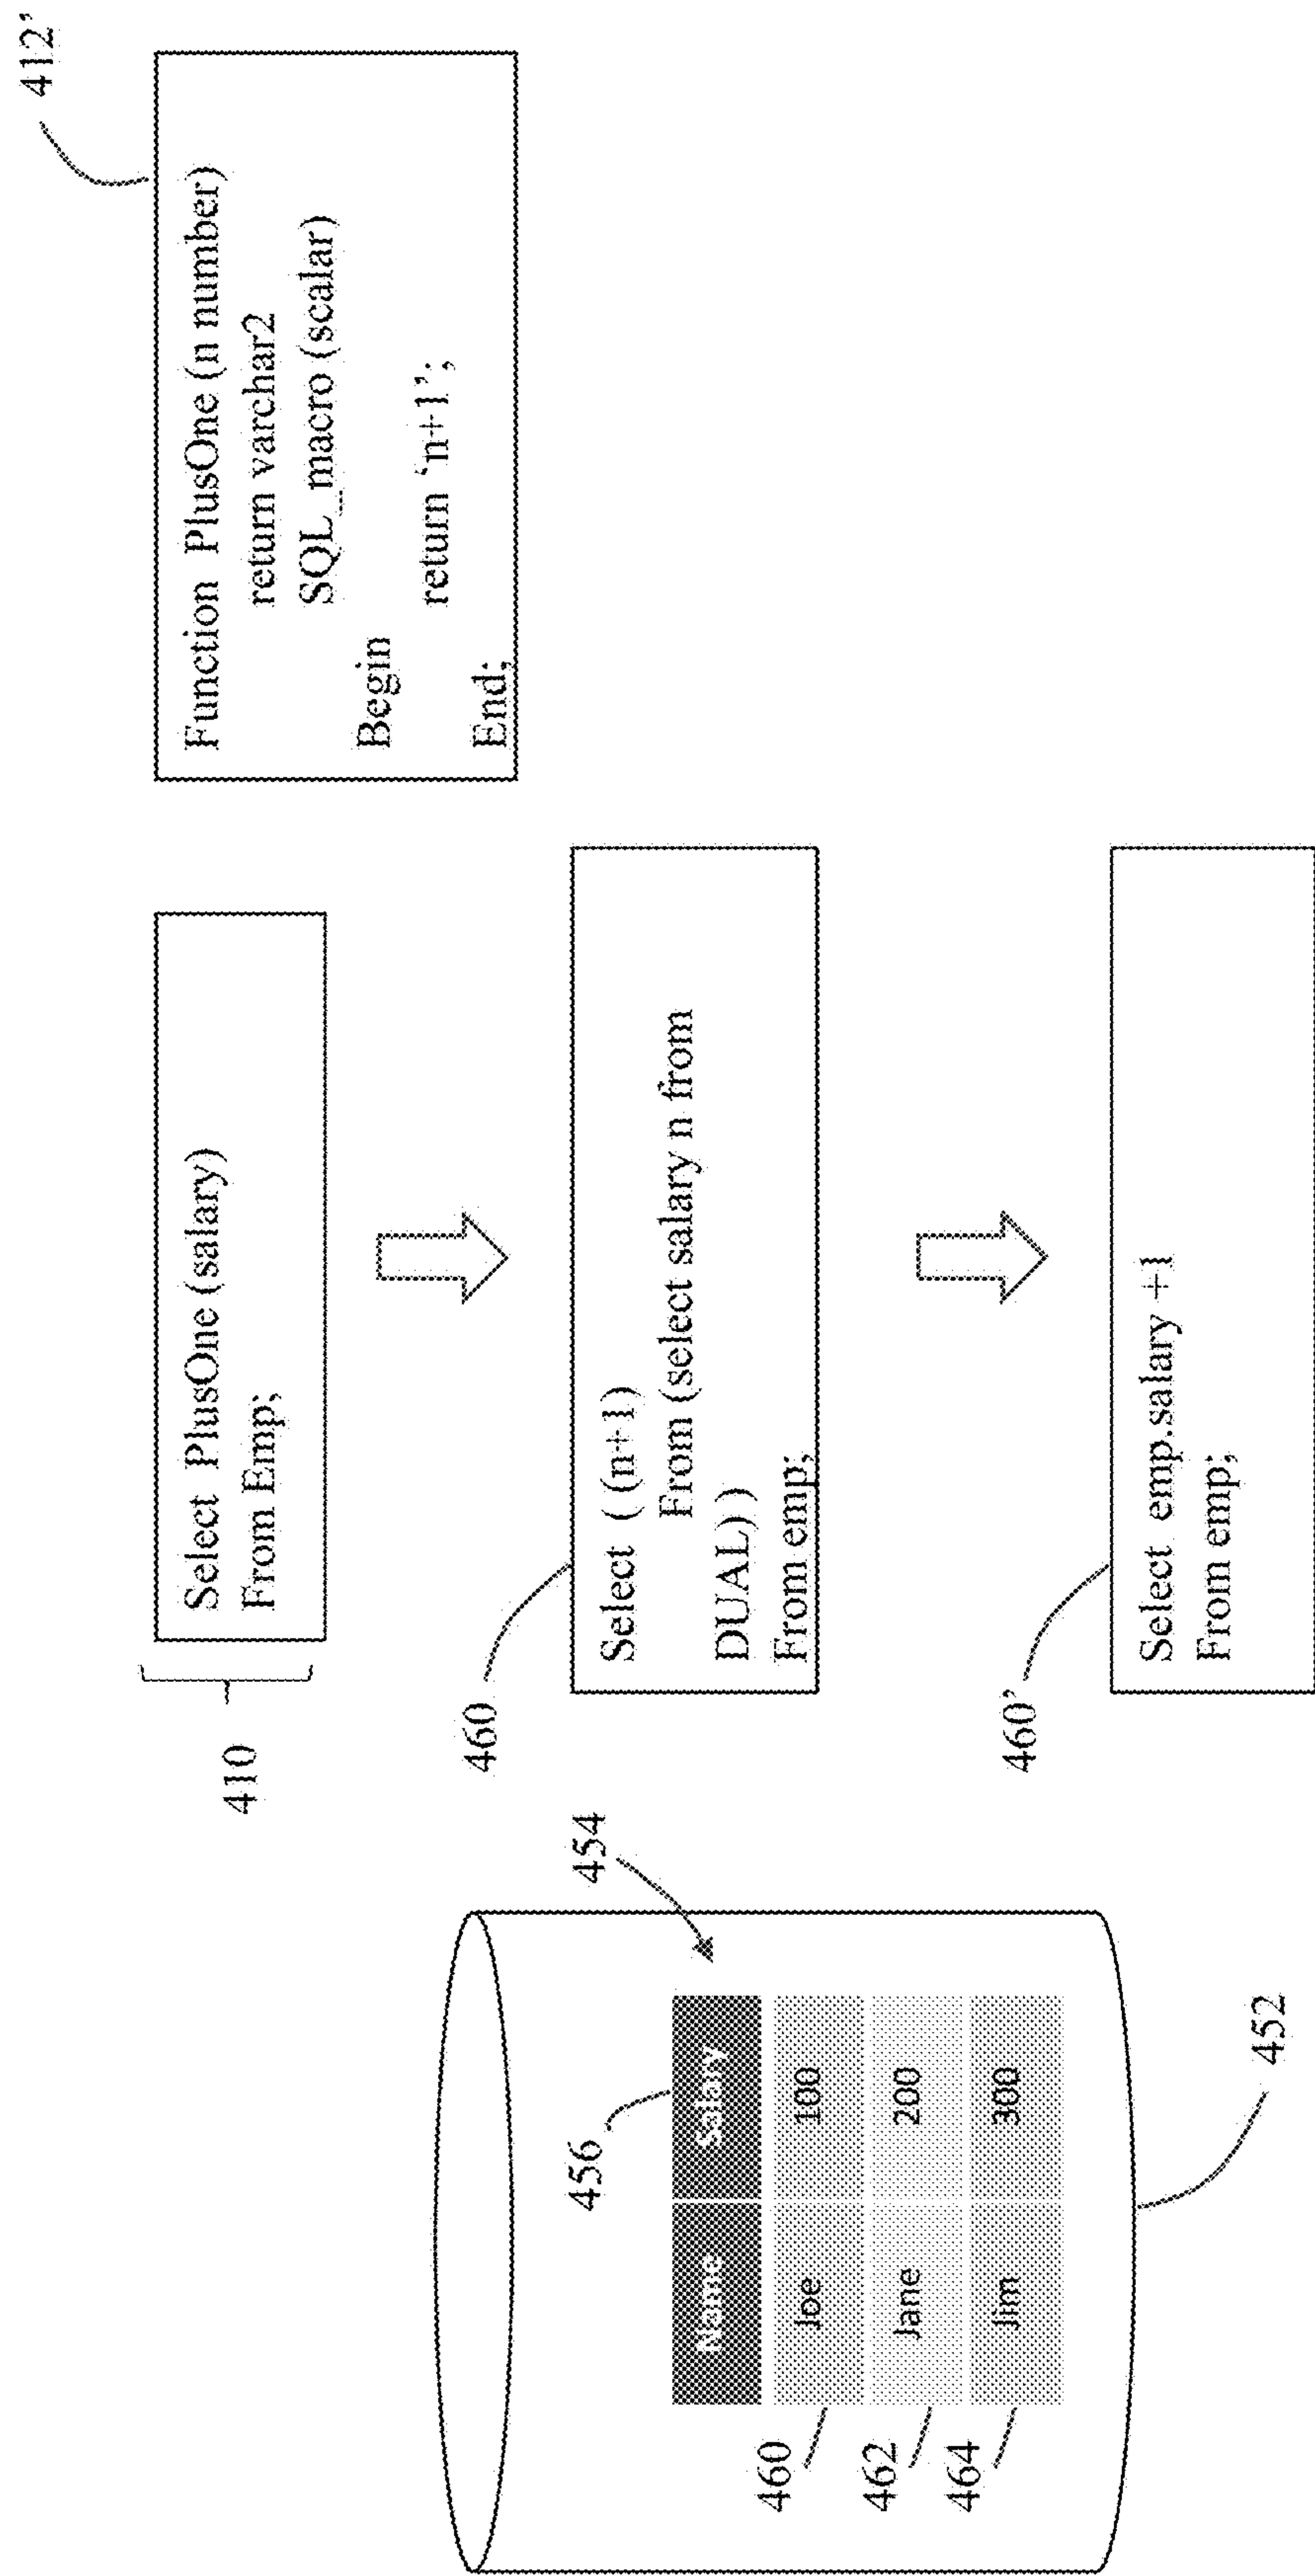 412’
Function PlusOne (n number)
return varchar2
SQL_macro (scalar)
Begin
return ‘n+1’;
End;
410
Select PlusOne (salary)
From Emp;
460
Select ( (n+1)
From (select salary n from
DUAL) )
From emp;
460’
Select emp.salary +1
From emp;
454
456
Name Salary
460
Joe 100
462
Jane 200
464
Jim 300
452